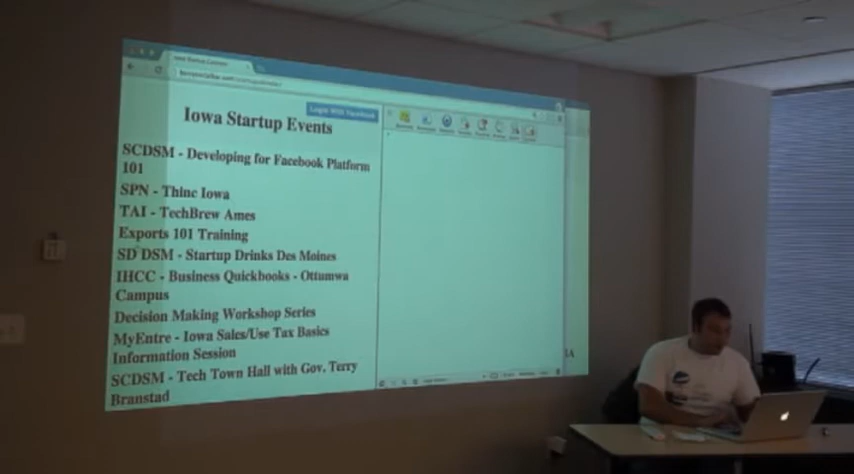 Login With Facebook
Iowa Startup Events
SCDSM - Developing for Facebook Platform
101
SPN - Thinc Iowa
TAI - TechBrew Ames
Exports 101 Training
SD DSM - Startup Drinks Des Moines
IHCC - Business Quickbooks - Ottumwa
Campus
Decision Making Workshop Series
MyEntre - Iowa Sales/Use Tax Basics
Information Session
SCDSM - Tech Town Hall with Gov. Terry
Branstad